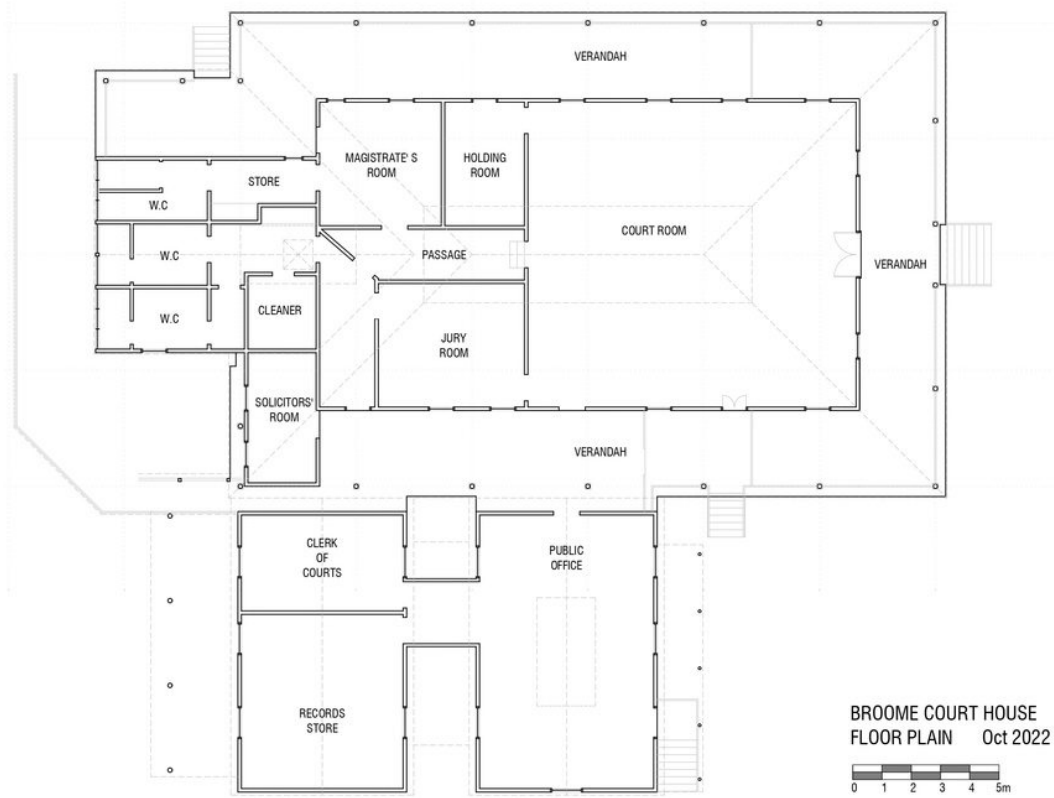 VERANDAH
MAGISTRATE' S
ROOM
HOLDING
ROOM
STORE
W.C
COURT ROOM
W.C
PASSAGE
VERANDAH
CLEANER
W.C
JURY
ROOM
SOLICITORS'
ROOM
VERANDAH
CLERK
OF
COURTS
PUBLIC
OFFICE
RECORDS
STORE
BROOME COURT HOUSE
FLOOR PLAIN Oct 2022
0 1 2 3 4 5m